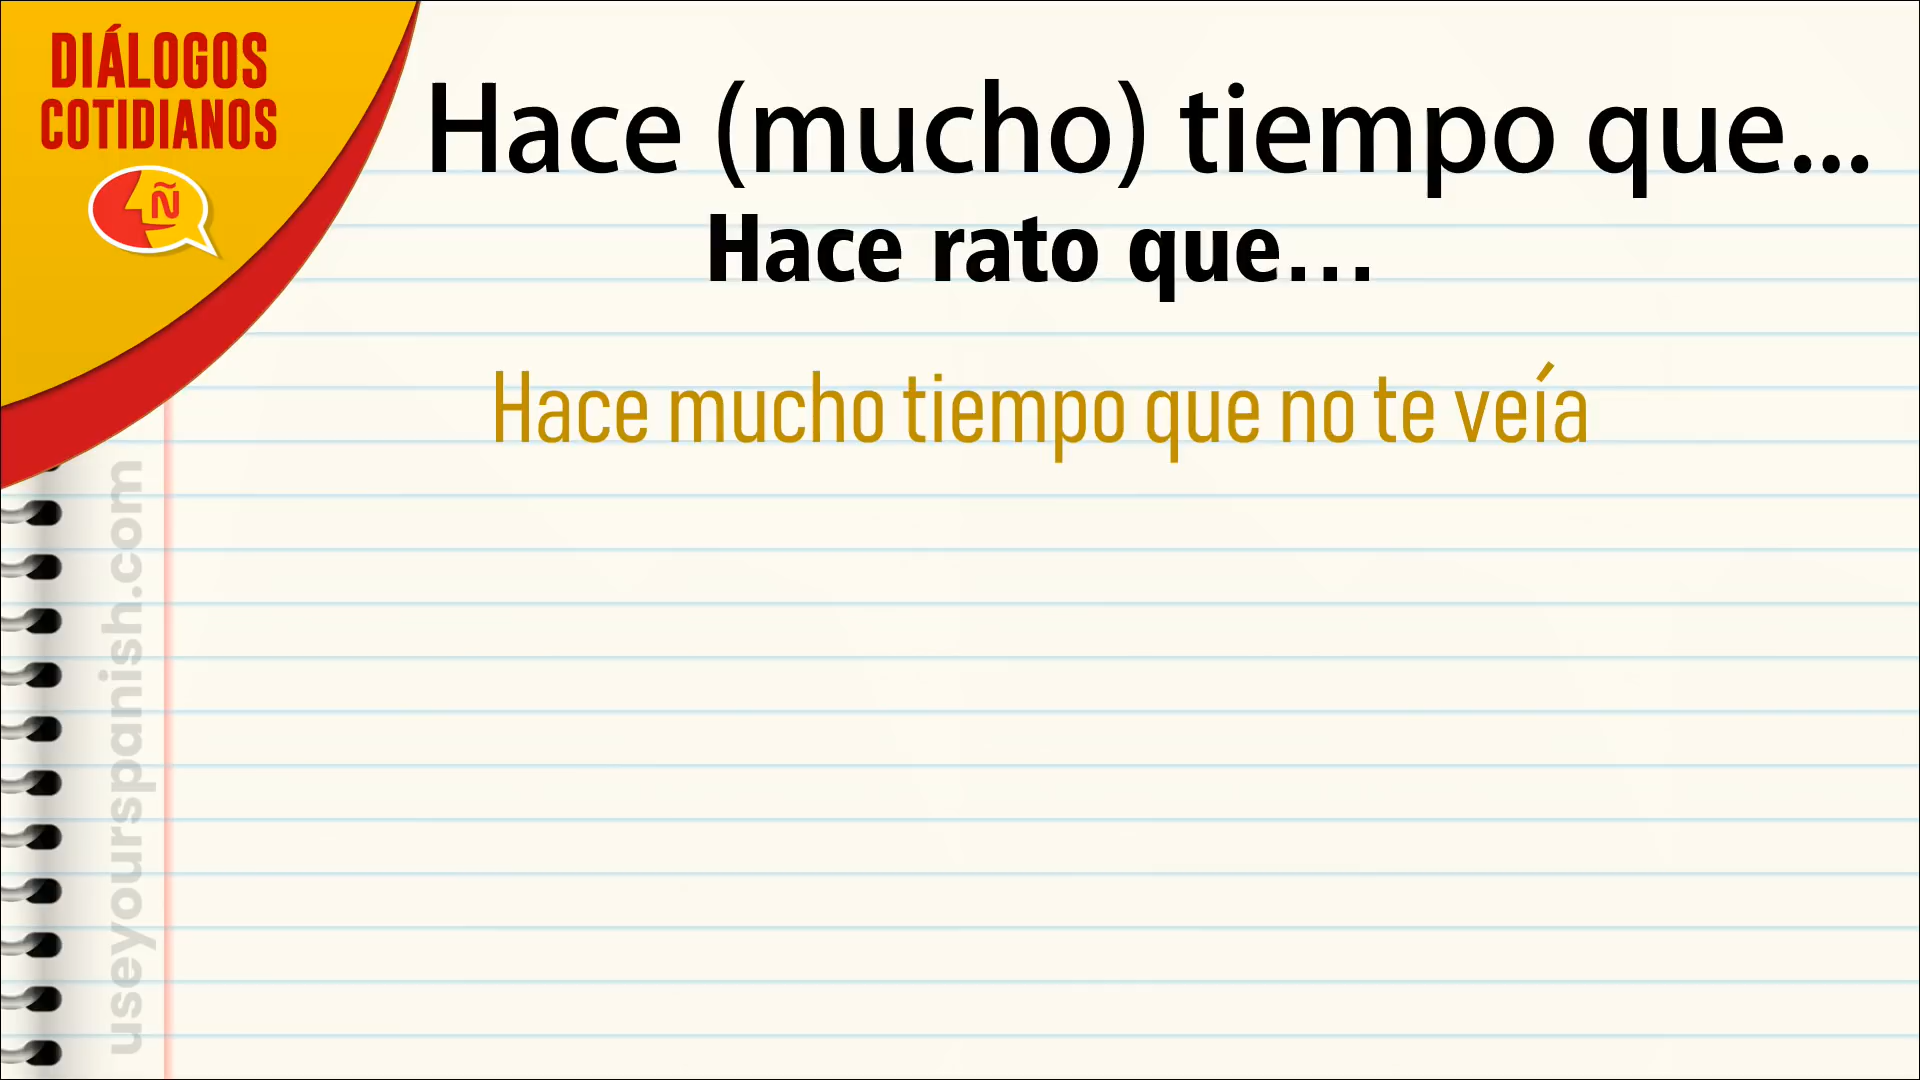 DIÁLOGOS
COTIDIANOS
Ñ
Hace (mucho) tiempo que...
Hace rato que...
Hace mucho tiempo que no te veía
useyourspanish.com